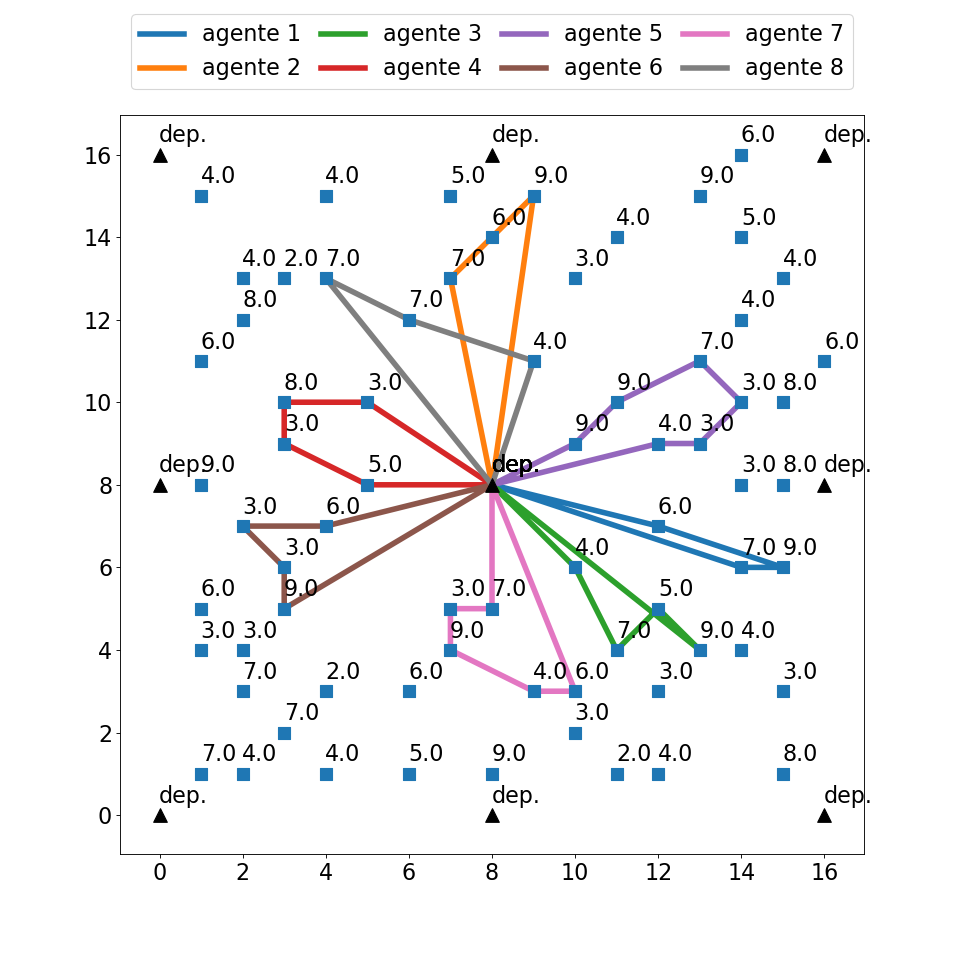 agente 1 agente 3 agente 5 agente 7
agente 2 agente 4 agente 6 agente 8
dep. dep. 6.0 dep.
16
4.0 4.0 5.0 9.0 9.0
6.0 4.0 5.0
14
4.0 2.0 7.0 7.0 3.0 4.0
8.0 7.0 4.0
12
6.0 4.0 7.0 6.0
8.0 3.0 9.0 3.0 8.0
10
3.0 9.0 4.0 3.0
dep. 9.0 5.0 dep. 3.0 8.0 dep.
8
3.0 6.0 6.0
3.0 4.0 7.0 9.0
6
6.0 9.0 3.0 7.0 5.0
3.0 3.0 9.0 7.0 9.0 4.0
4
7.0 2.0 6.0 4.0 6.0 3.0 3.0
7.0 3.0
2
7.0 4.0 4.0 5.0 9.0 2.0 4.0 8.0
dep. dep. dep.
0
0 2 4 6 8 10 12 14 16